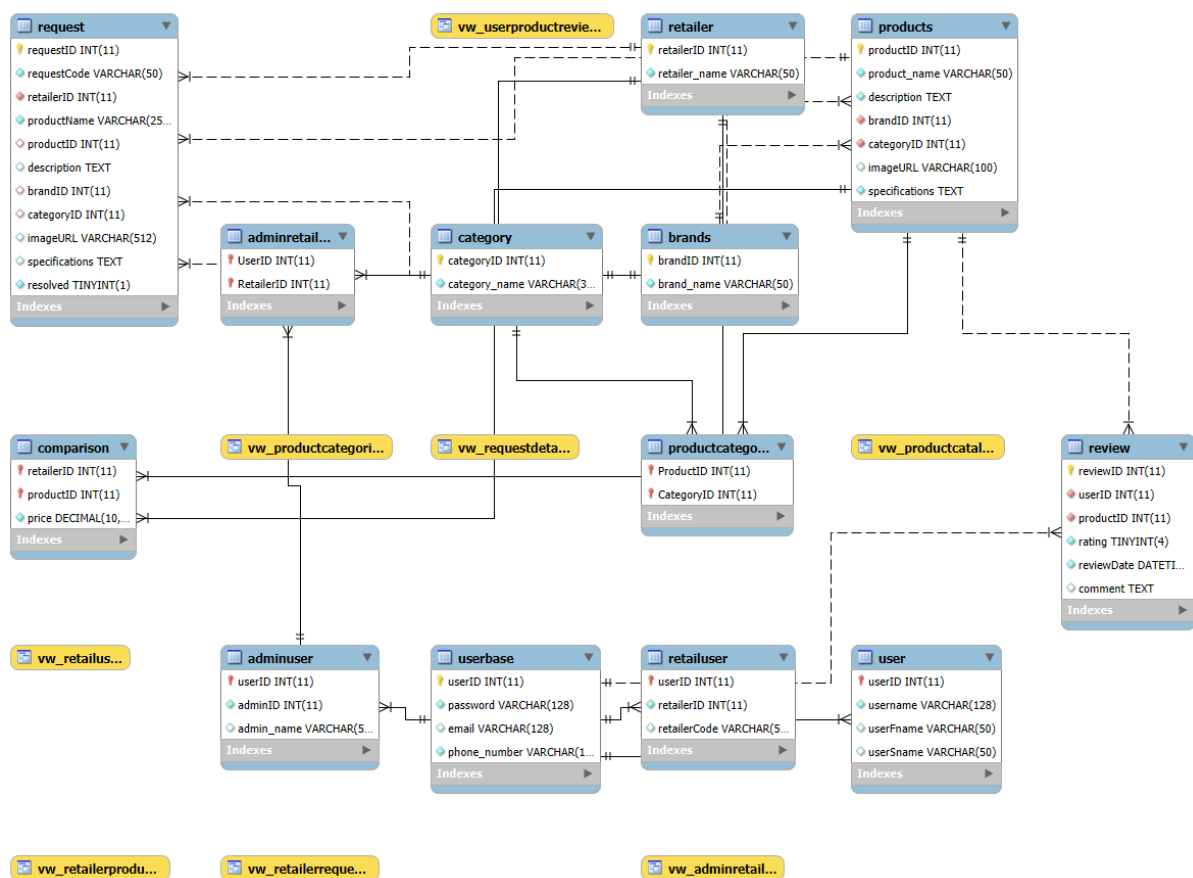 request
requestID INT(11)
requestCode VARCHAR(50)
retailerID INT(11)
productName VARCHAR(25...
productID INT(11)
description TEXT
brandID INT(11)
categoryID INT(11)
imageURL VARCHAR(512)
specifications TEXT
resolved TINYINT(1)
Indexes
vw_userproductrevie...
retailer
retailerID INT(11)
retailer_name VARCHAR(50)
Indexes
products
productID INT(11)
product_name VARCHAR(50)
description TEXT
brandID INT(11)
categoryID INT(11)
imageURL VARCHAR(100)
specifications TEXT
Indexes
adminretail...
UserID INT(11)
RetailerID INT(11)
Indexes
category
categoryID INT(11)
category_name VARCHAR(3...
Indexes
brands
brandID INT(11)
brand_name VARCHAR(50)
Indexes
comparison
retailerID INT(11)
productID INT(11)
price DECIMAL(10,...
Indexes
vw_productcategori...
vw_requestdeta...
productcatego...
ProductID INT(11)
CategoryID INT(11)
Indexes
vw_productcatal...
review
reviewID INT(11)
userID INT(11)
productID INT(11)
rating TINYINT(4)
reviewDate DATETI...
comment TEXT
Indexes
vw_retailus...
adminuser
userID INT(11)
adminID INT(11)
admin_name VARCHAR(5...
Indexes
userbase
userID INT(11)
password VARCHAR(128)
email VARCHAR(128)
phone_number VARCHAR(1...
Indexes
retailuser
userID INT(11)
retailerID INT(11)
retailerCode VARCHAR(5...
Indexes
user
userID INT(11)
username VARCHAR(128)
userFname VARCHAR(50)
userSname VARCHAR(50)
Indexes
vw_retailerprodu...
vw_retailerreque...
vw_adminretail...